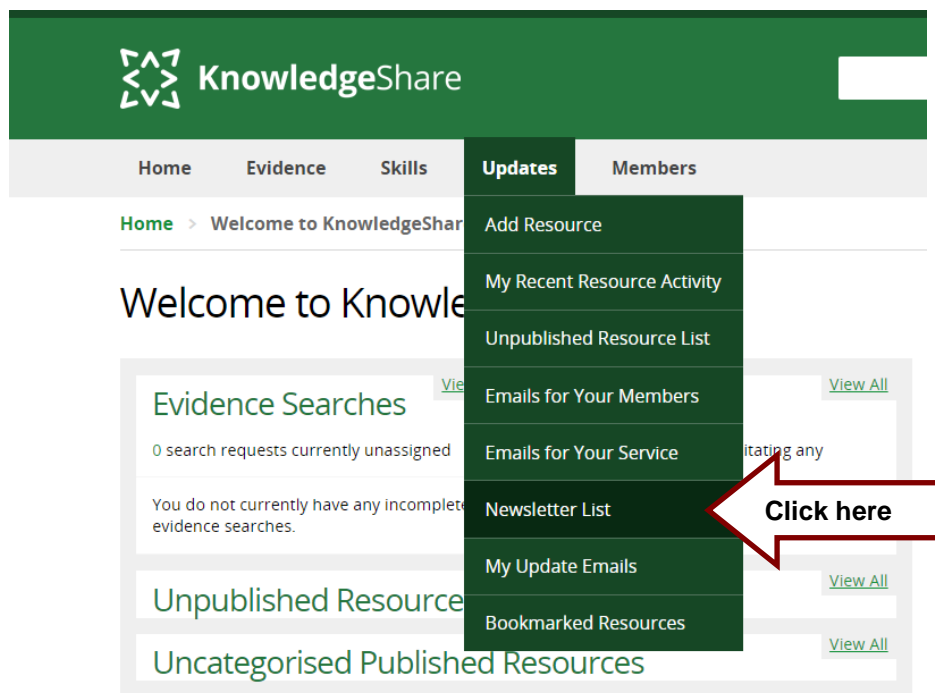 KnowledgeShare
Home Evidence Skills Updates Members
Home > Welcome to KnowledgeShar
Add Resource
My Recent Resource Activity
Unpublished Resource List
Emails for Your Members
Emails for Your Service
Newsletter List
My Update Emails
Bookmarked Resources
Welcome to Knowle
Evidence Searches
Vie
View All
0 search requests currently unassigned
itating any
You do not currently have any incomplete
evidence searches.
Click here
Unpublished Resource
View All
Uncategorised Published Resources
View All